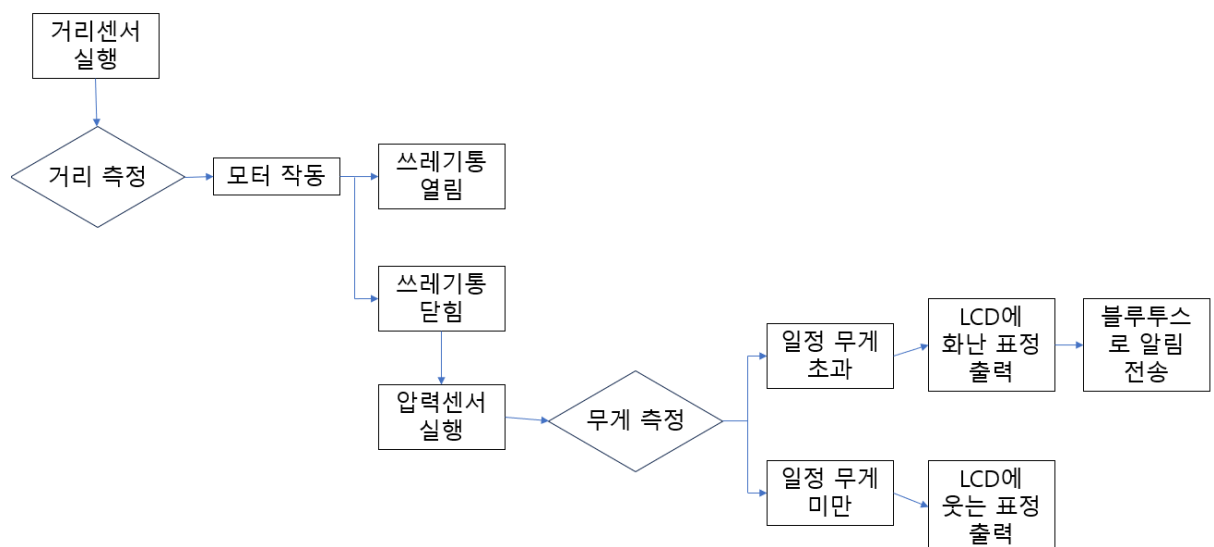 거리센서
실행
거리 측정
모터 작동
쓰레기통
열림
쓰레기통
닫힘
압력센서
실행
무게 측정
일정 무게
초과
LCD에
화난 표정
출력
블루투스
로 알림
전송
일정 무게
미만
LCD에
웃는 표정
출력